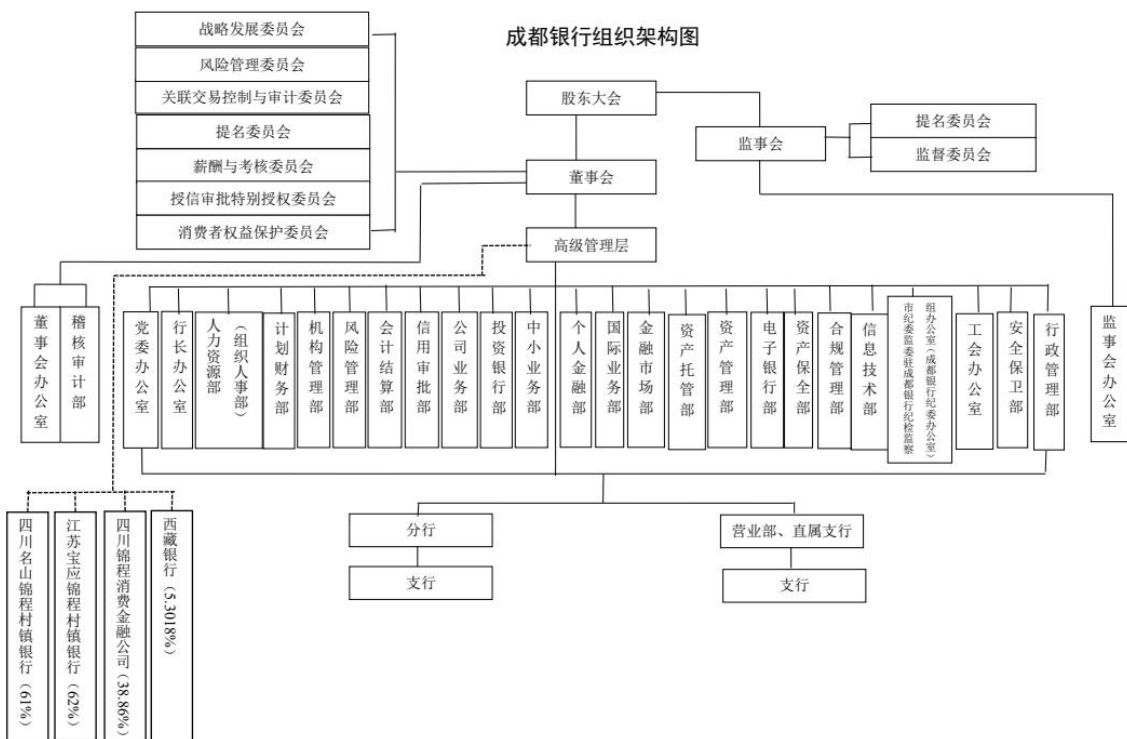 成都银行组织架构图
战略发展委员会
风险管理委员会
关联交易控制与审计委员会
提名委员会
薪酬与考核委员会
授信审批特别授权委员会
消费者权益保护委员会
股东大会
监事会
提名委员会
监督委员会
董事会
高级管理层
董事会办公室
稽核审计部
党委办公室
行长办公室
人力资源部
（组织人事部）
计划财务部
机构管理部
风险管理部
会计结算部
信用审批部
公司业务部
投资银行部
中小业务部
个人金融部
国际业务部
金融市场部
资产托管部
资产管理部
电子银行部
资产保全部
合规管理部
信息技术部
市纪委监委驻成都银行纪检监察
组办公室（成都银行纪委办公室）
工会办公室
安全保卫部
行政管理部
监事会办公室
分行
支行
营业部、直属支行
支行
四川名山锦程村镇银行（61%）
江苏宝应锦程村镇银行（62%）
四川锦程消费金融公司（38.86%）
西藏银行（5.3018%）